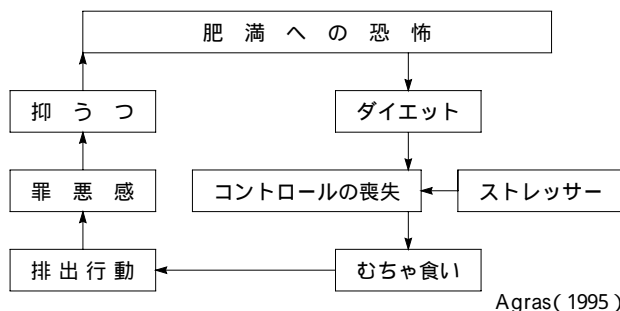 肥満への恐怖
抑うつ
ダイエット
罪悪感
コントロールの喪失
ストレッサー
排出行動
むちゃ食い
Agras(1995)